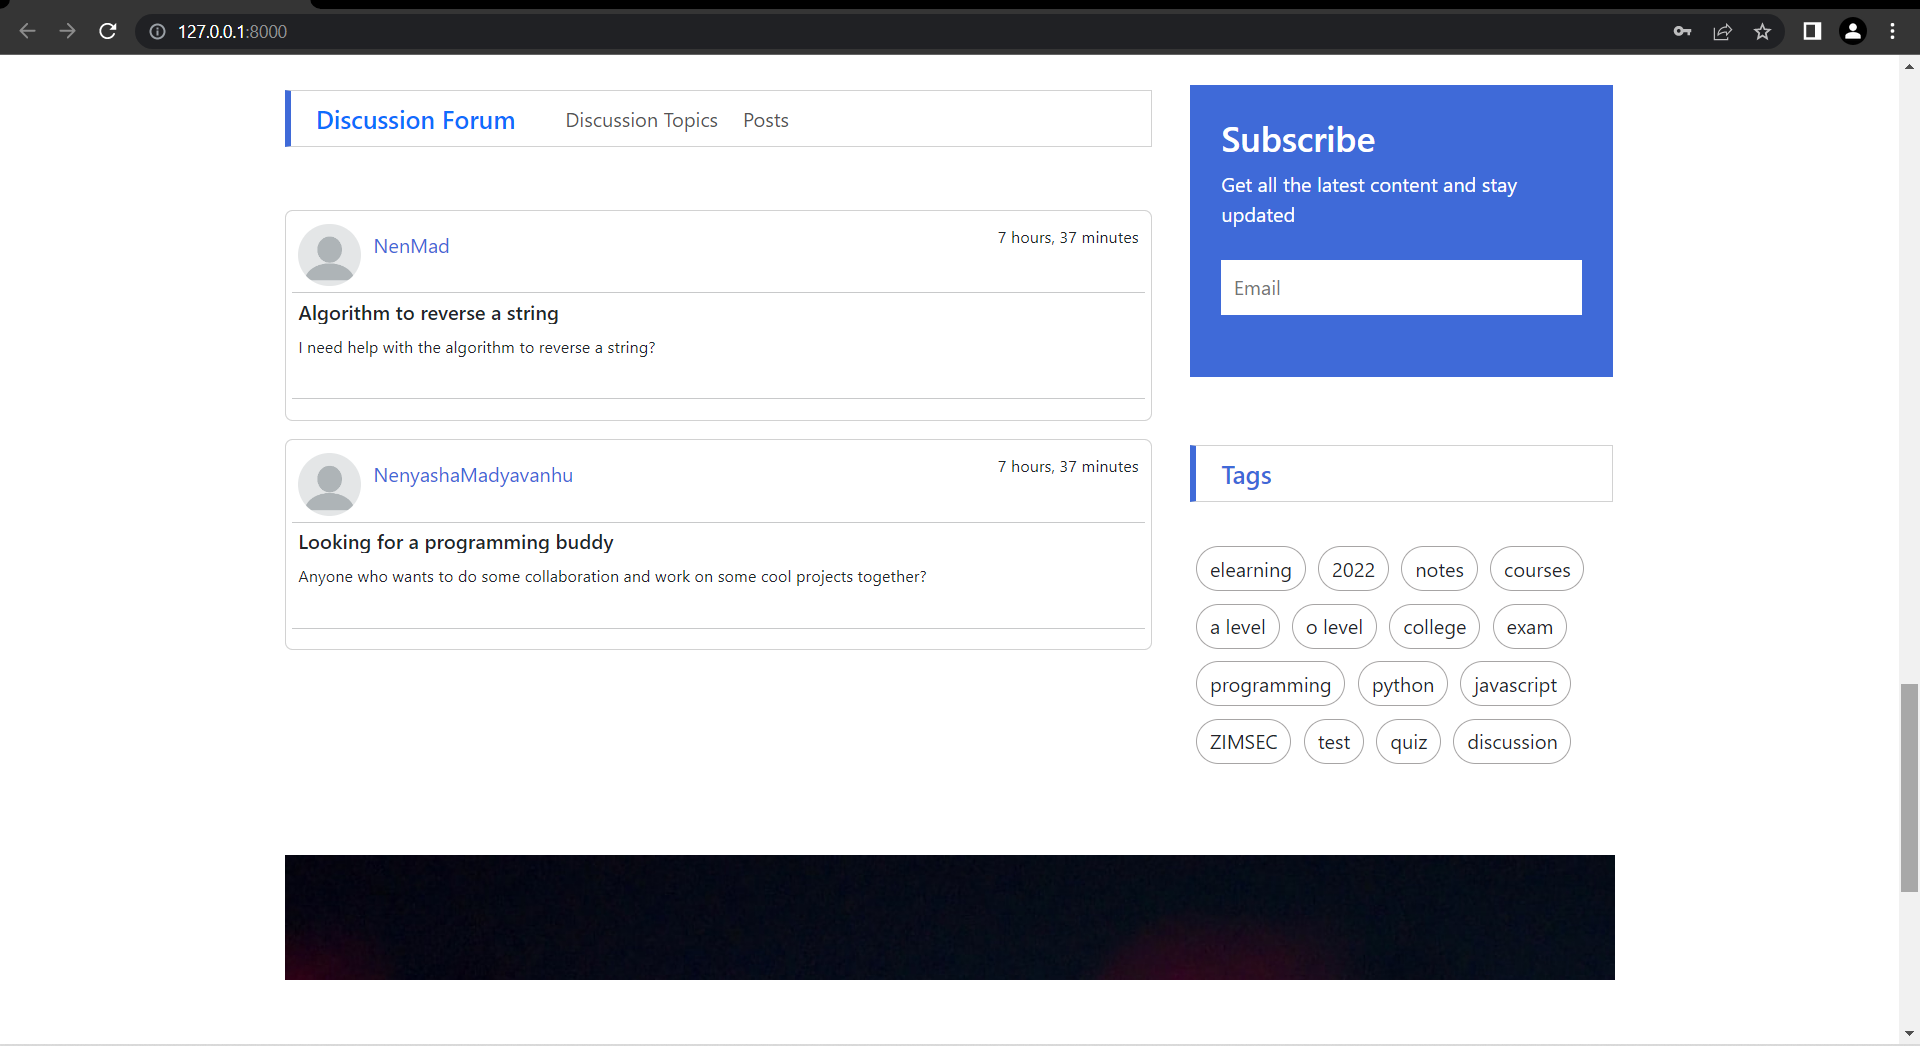 127.0.0.1:8000
Discussion Forum Discussion Topics Posts
NenMad 7 hours, 37 minutes
Algorithm to reverse a string
I need help with the algorithm to reverse a string?
NenyashaMadyavanhu 7 hours, 37 minutes
Looking for a programming buddy
Anyone who wants to do some collaboration and work on some cool projects together?
Subscribe
Get all the latest content and stay
updated
Email
Tags
elearning 2022 notes courses
a level o level college exam
programming python javascript
ZIMSEC test quiz discussion